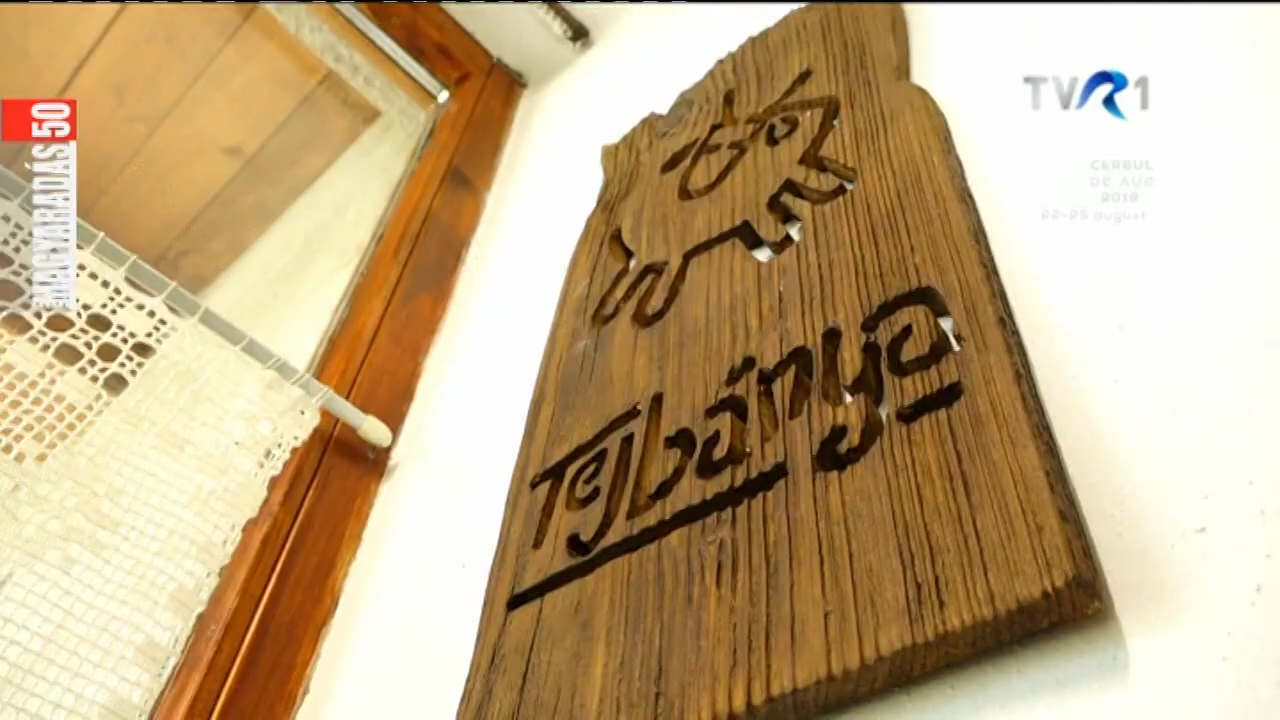 MAGYARADÁS 50
TVR1
CERBUL
DE AUR
2019
22-25 august
Tejbánya